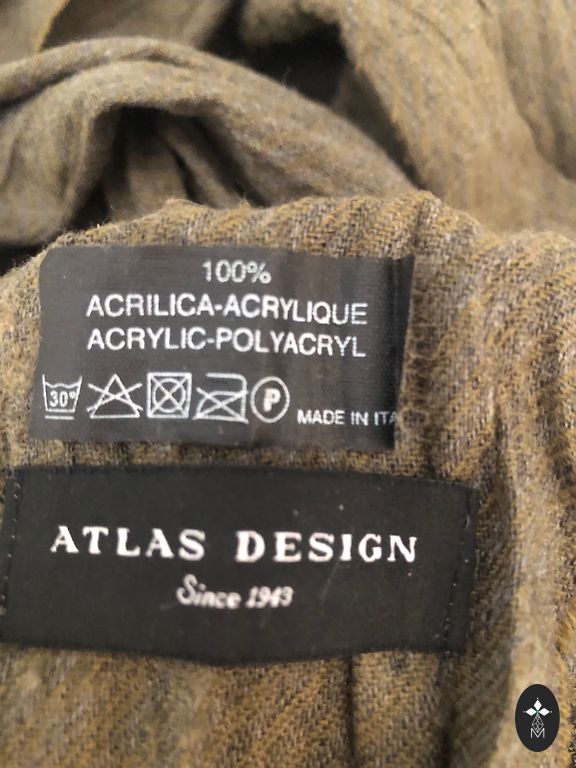 100%
ACRILICA-ACRYLIQUE
ACRYLIC-POLYACRYL
30° P MADE IN ITA
ATLAS DESIGN
Since 1943
M